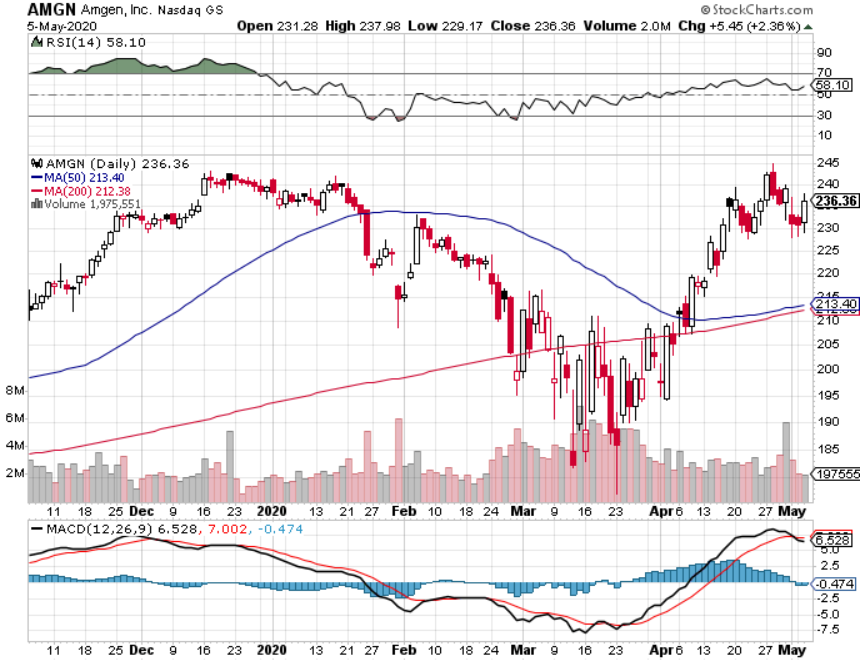 AMGN Amgen, Inc. Nasdaq GS © StockCharts.com
5-May-2020 Open 231.28 High 237.98 Low 229.17 Close 236.36 Volume 2.0M Chg +5.45 (+2.36%)
RSI(14) 58.10
90
70
58.10
50
30
10
AMGN (Daily) 236.36
MA(50) 213.40
MA(200) 212.38
Volume 1,975,551
245
240
236.36
230
225
220
215
213.40
210
205
200
195
190
185
8M
6M
4M
2M
197555
11 18 25 Dec 9 16 23 2020 13 21 27 Feb 10 18 24 Mar 9 16 23 Apr 6 13 20 27 May
MACD(12,26,9) 6.528, 7.002, -0.474
6.528
5.0
2.5
-0.474
-2.5
-5.0
-7.5
11 18 25 Dec 9 16 23 2020 13 21 27 Feb 10 18 24 Mar 9 16 23 Apr 6 13 20 27 May